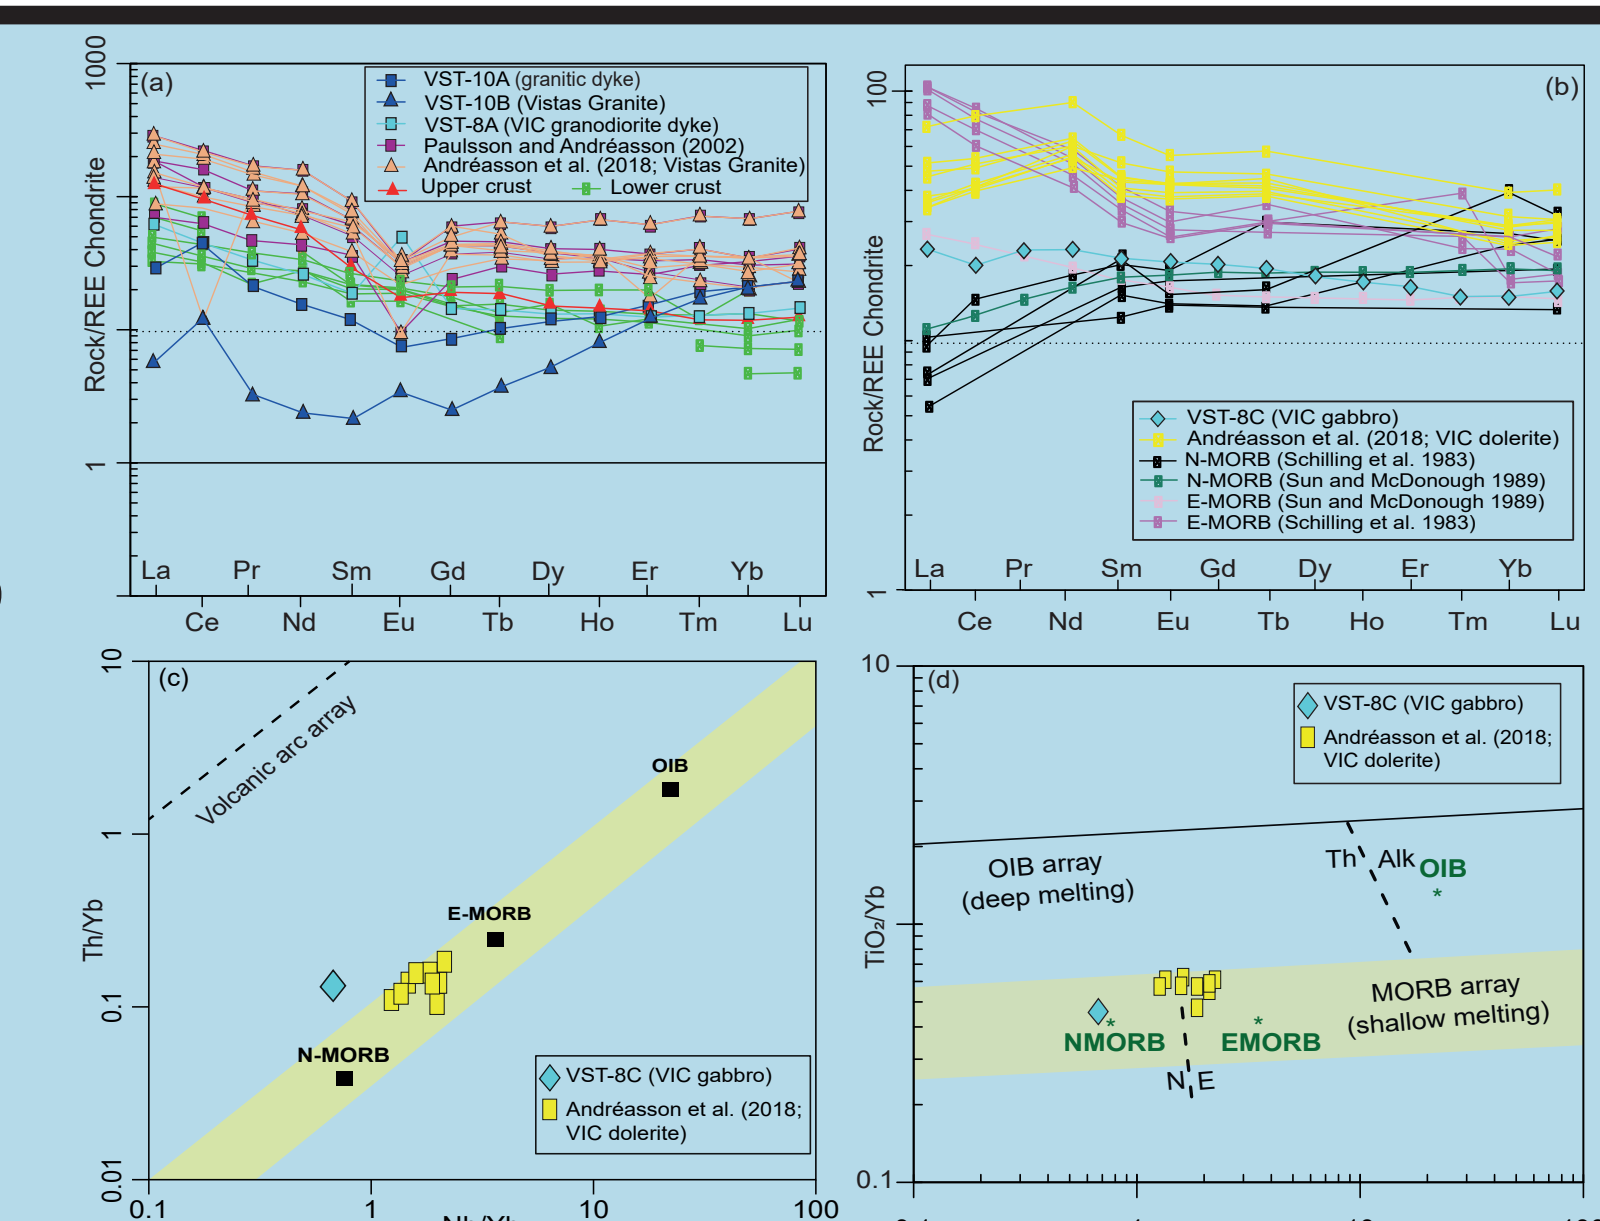 1000
(a)
VST-10A (granitic dyke)
VST-10B (Vistas Granite)
VST-8A (VIC granodiorite dyke)
Paulsson and Andréasson (2002)
Andréasson et al. (2018; Vistas Granite)
Upper crust
Lower crust
Rock/REE Chondrite
1
La Pr Sm Gd Dy Er Yb
Ce Nd Eu Tb Ho Tm Lu
100
(b)
Rock/REE Chondrite
VST-8C (VIC gabbro)
Andréasson et al. (2018; VIC dolerite)
N-MORB (Schilling et al. 1983)
N-MORB (Sun and McDonough 1989)
E-MORB (Sun and McDonough 1989)
E-MORB (Schilling et al. 1983)
1
La Pr Sm Gd Dy Er Yb
Ce Nd Eu Tb Ho Tm Lu
10
(c)
Volcanic arc array
OIB
1
E-MORB
Th/Yb
0.1
N-MORB
VST-8C (VIC gabbro)
Andréasson et al. (2018;
VIC dolerite)
0.01
0.1 1 10 100
Nb/Yb
10
(d)
VST-8C (VIC gabbro)
Andréasson et al. (2018;
VIC dolerite)
OIB array
(deep melting)
Th Alk
OIB
*
TiO₂/Yb
MORB array
(shallow melting)
*
NMORB
*
EMORB
N E
0.1